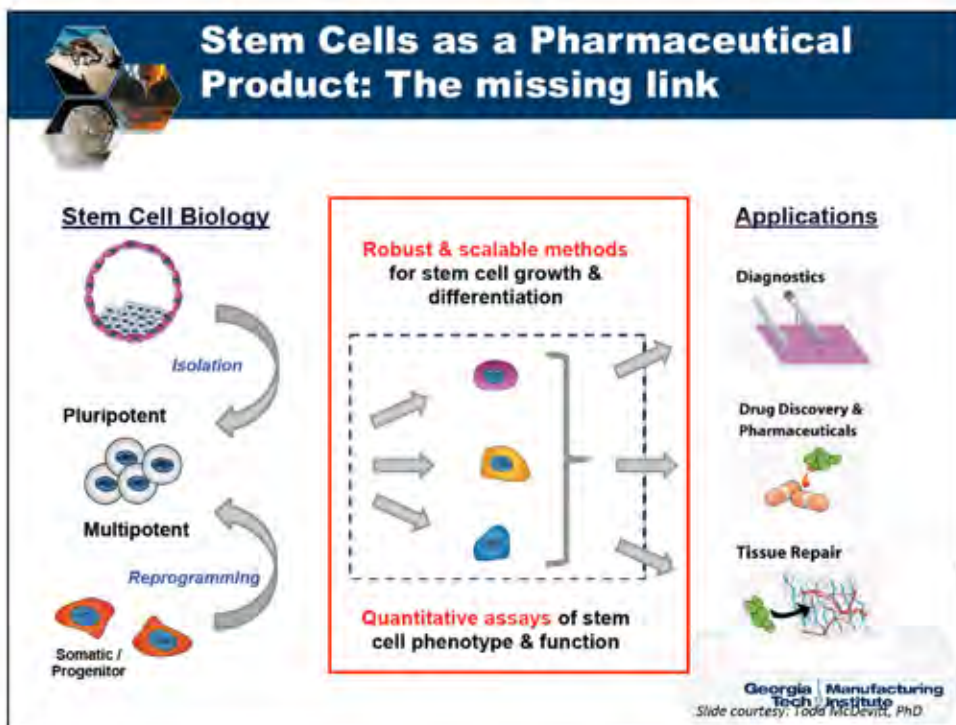 Stem Cells as a Pharmaceutical
Product: The missing link
Stem Cell Biology
Isolation
Pluripotent
Multipotent
Reprogramming
Somatic /
Progenitor
Robust & scalable methods
for stem cell growth &
differentiation
Quantitative assays of stem
cell phenotype & function
Applications
Diagnostics
Drug Discovery &
Pharmaceuticals
Tissue Repair
Georgia Manufacturing
Tech Institute
Slide courtesy: Todd McDevitt, PhD